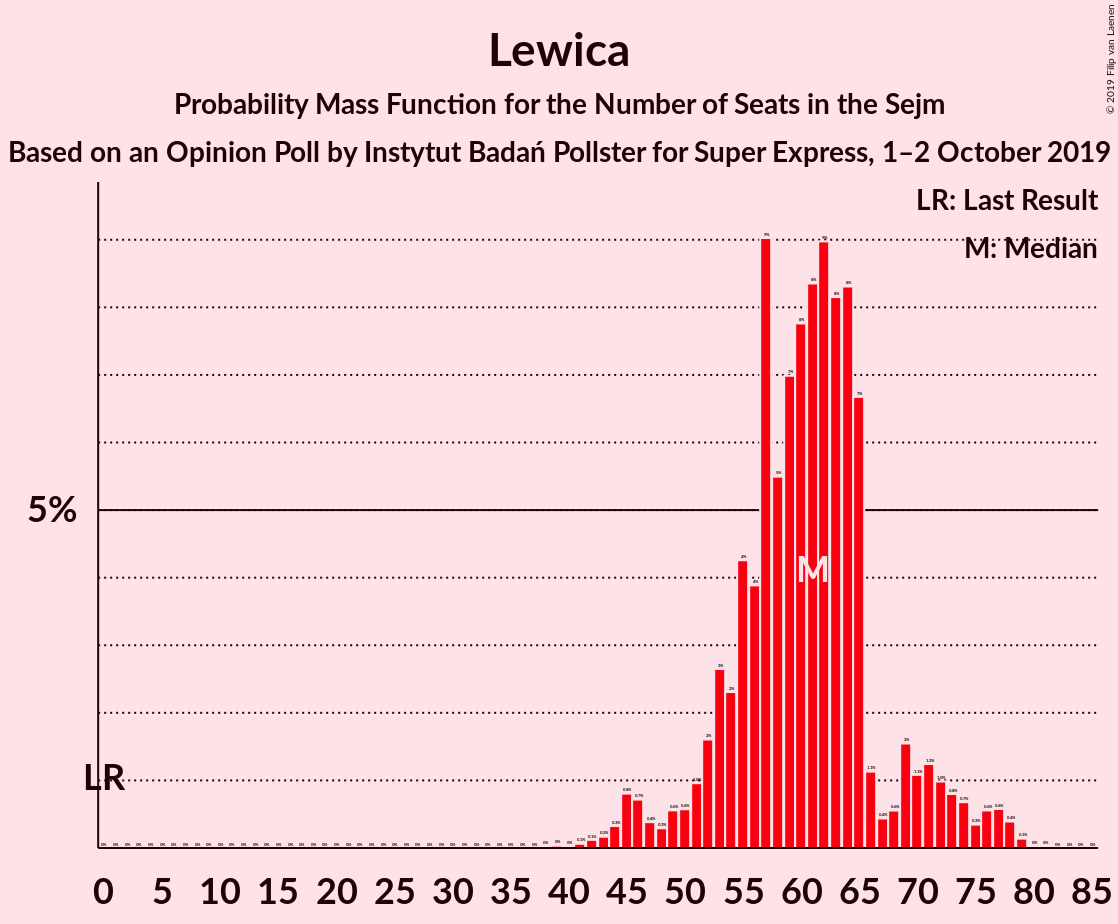 Lewica
Probability Mass Function for the Number of Seats in the Sejm
Based on an Opinion Poll by Instytut Badań Pollster for Super Express, 1–2 October 2019
© 2019 Filip van Laenen
LR: Last Result
M: Median
5%
M
LR
0 5 10 15 20 25 30 35 40 45 50 55 60 65 70 75 80 85